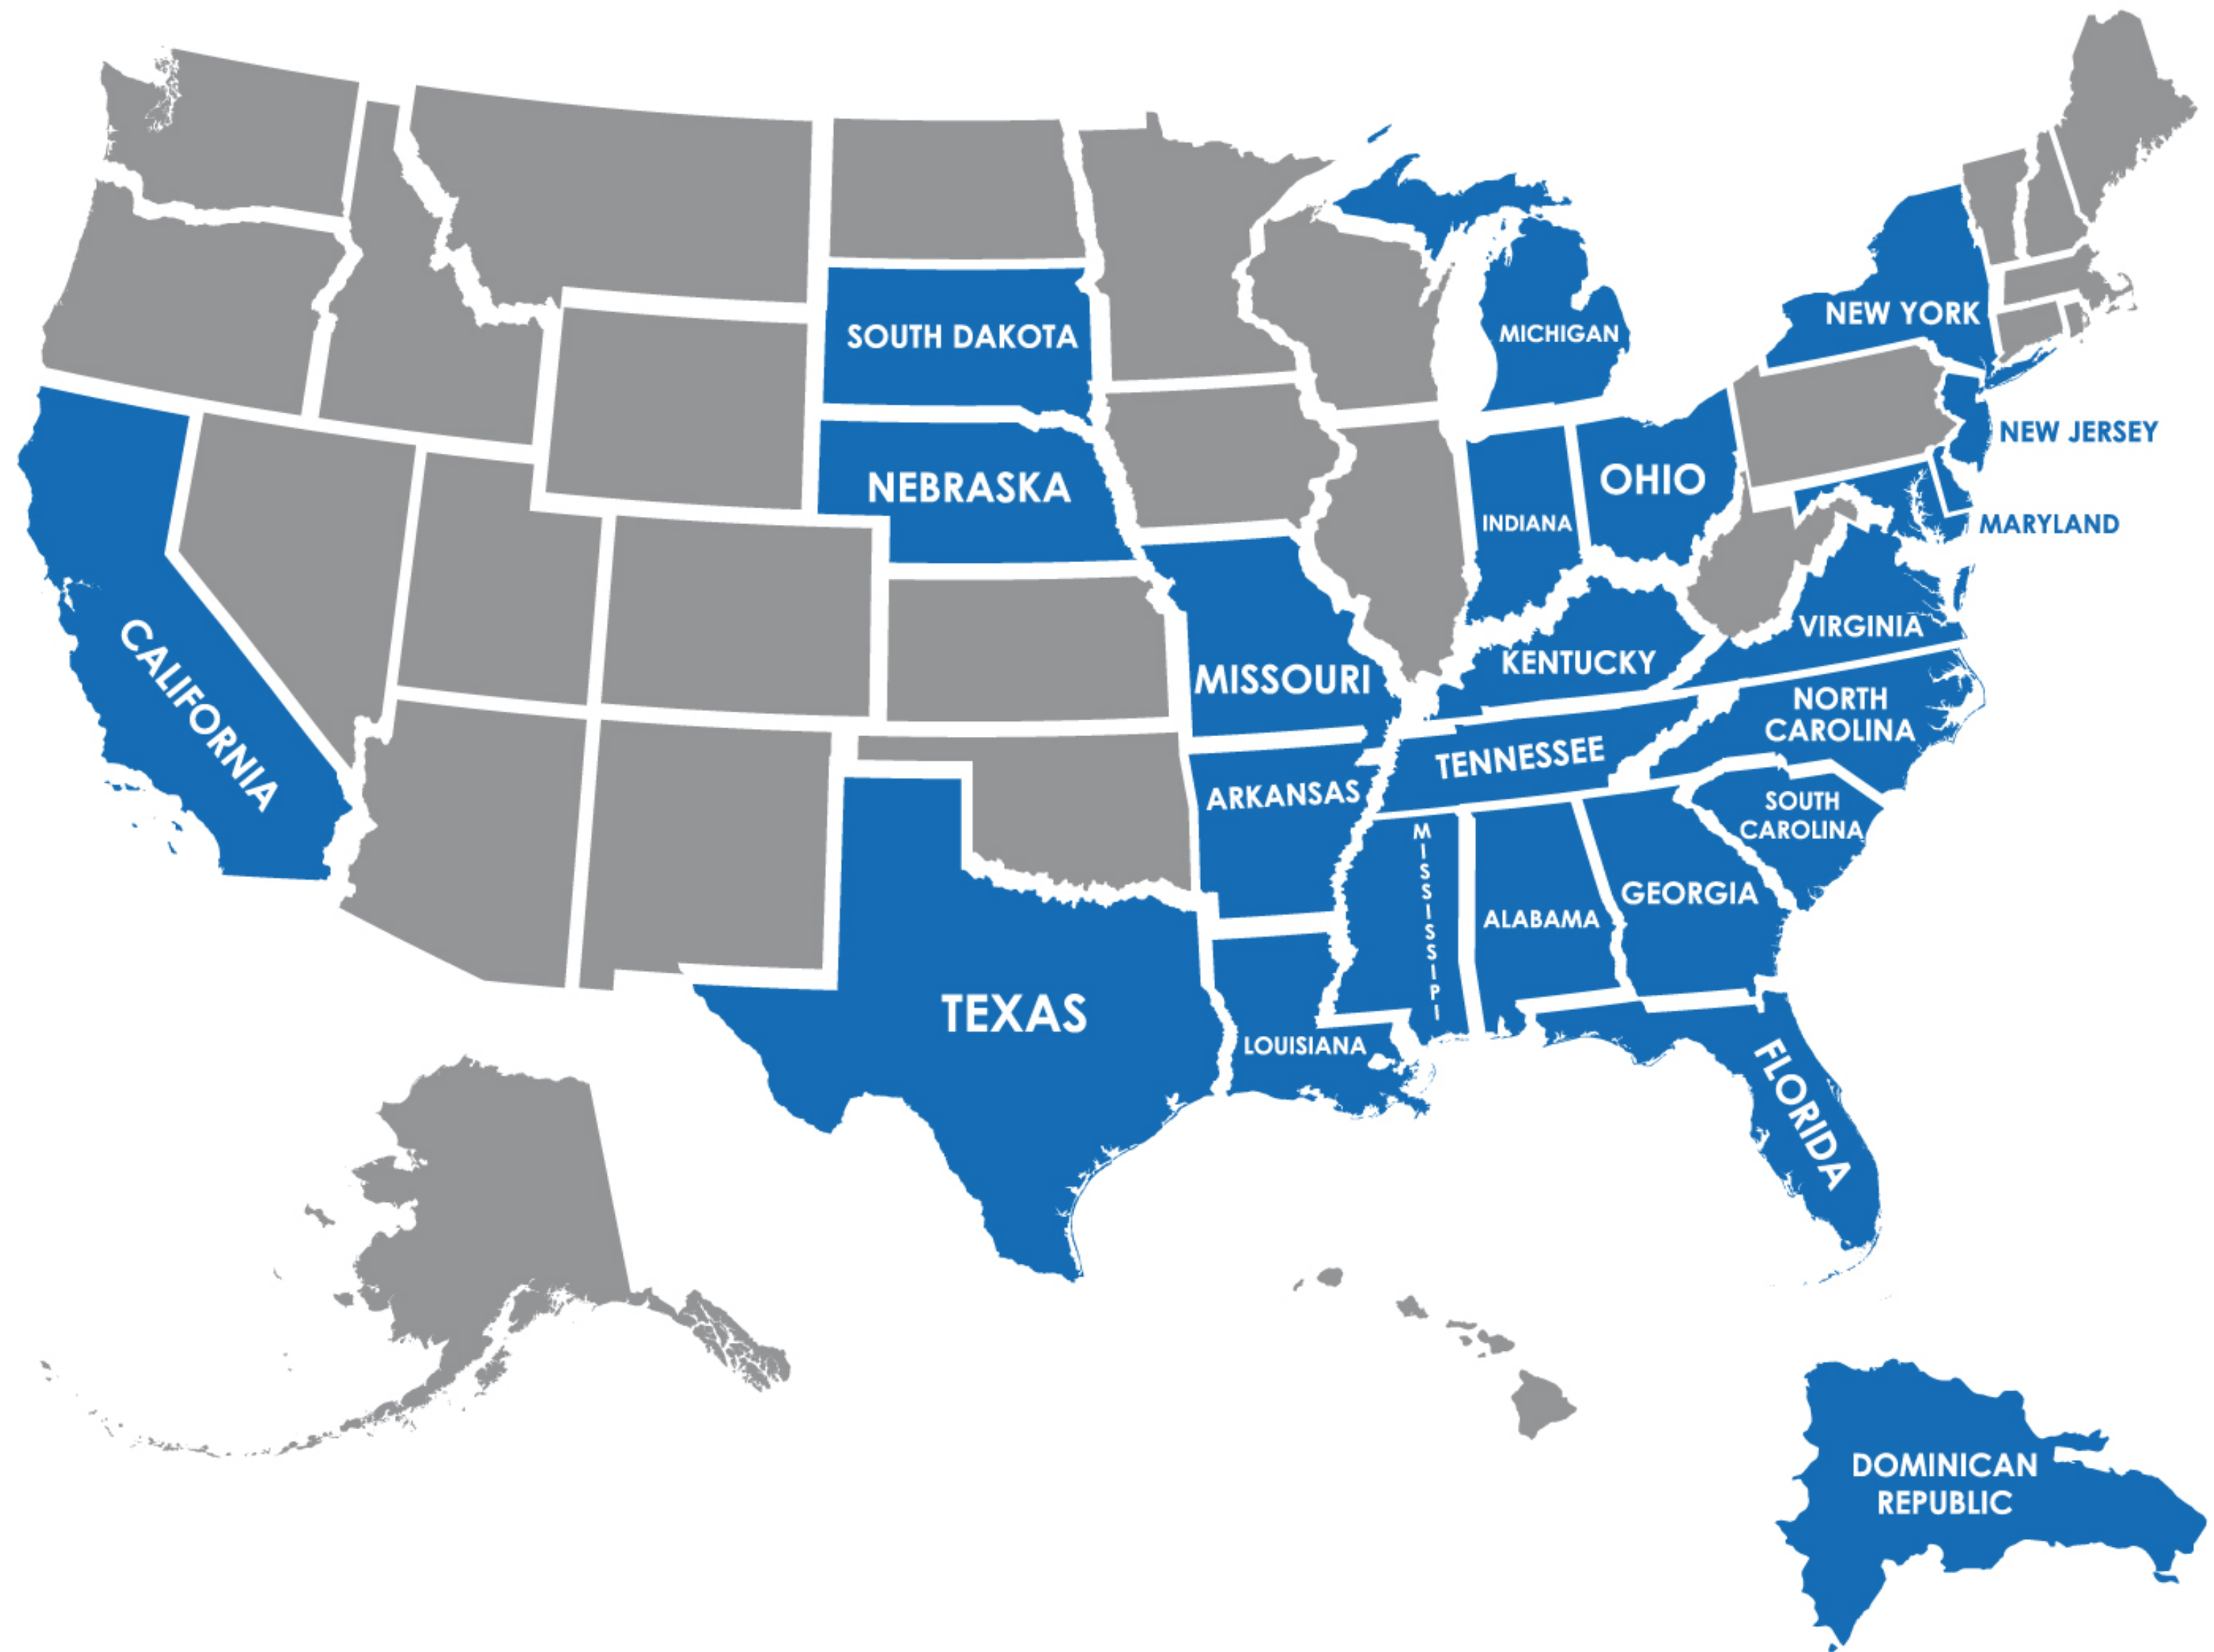 NEW YORK
SOUTH DAKOTA
MICHIGAN
NEW JERSEY
NEBRASKA
OHIO
INDIANA
MARYLAND
CALIFORNIA
VIRGINIA
MISSOURI
KENTUCKY
NORTH
CAROLINA
TENNESSEE
ARKANSAS
SOUTH
CAROLINA
MISSISSIPI
ALABAMA
GEORGIA
TEXAS
LOUISIANA
FLORIDA
DOMINICAN
REPUBLIC